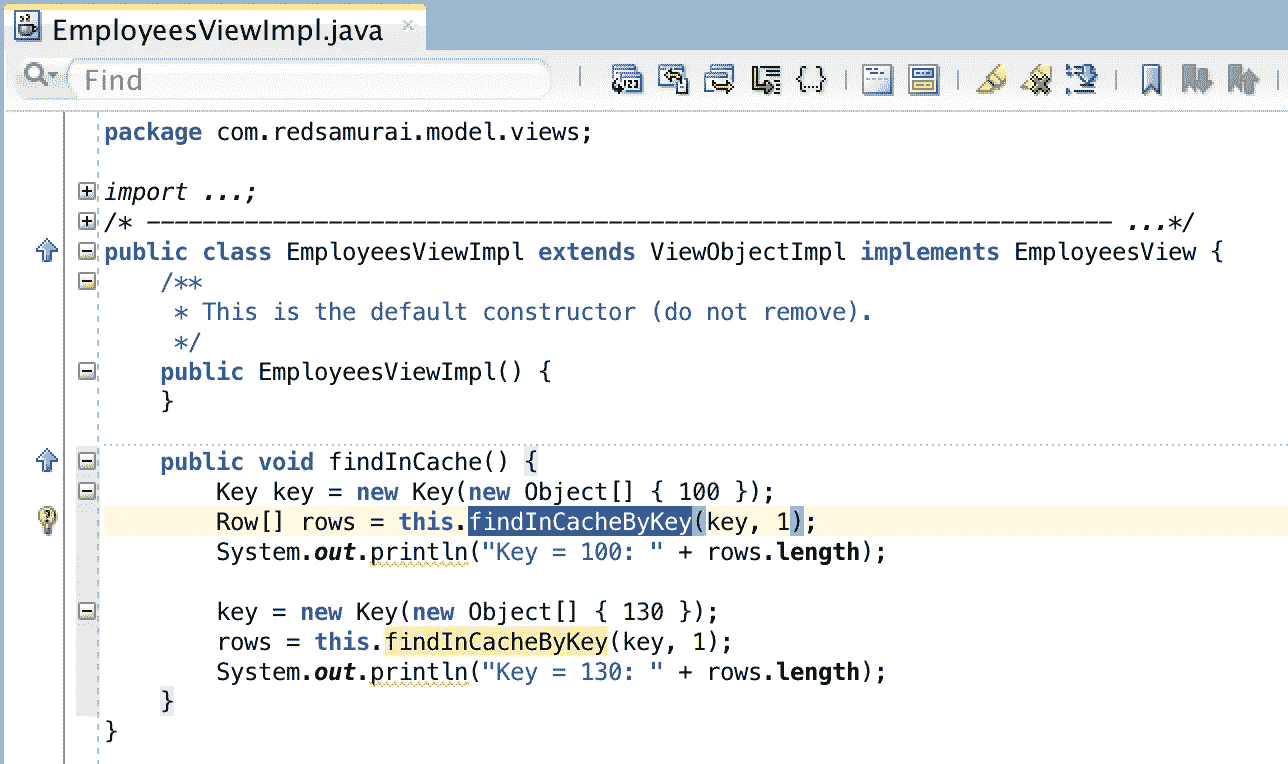 EmployeesViewImpl.java
Find
package com.redsamurai.model.views;
import ...;
/* --------------------------------------------------------------------- ...*/
public class EmployeesViewImpl extends ViewObjectImpl implements EmployeesView {
/**
* This is the default constructor (do not remove).
*/
public EmployeesViewImpl() {
}
public void findInCache() {
Key key = new Key(new Object[] { 100 });
Row[] rows = this.findInCacheByKey(key, 1);
System.out.println("Key = 100: " + rows.length);
key = new Key(new Object[] { 130 });
rows = this.findInCacheByKey(key, 1);
System.out.println("Key = 130: " + rows.length);
}
}